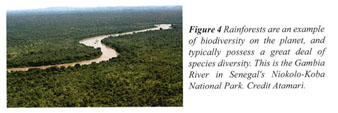 Figure 4 Rainforests are an example
of biodiversity on the planet, and
typically possess a great deal of
species diversity. This is the Gambia
River in Senegal's Niokolo-Koba
National Park. Credit Atamari.